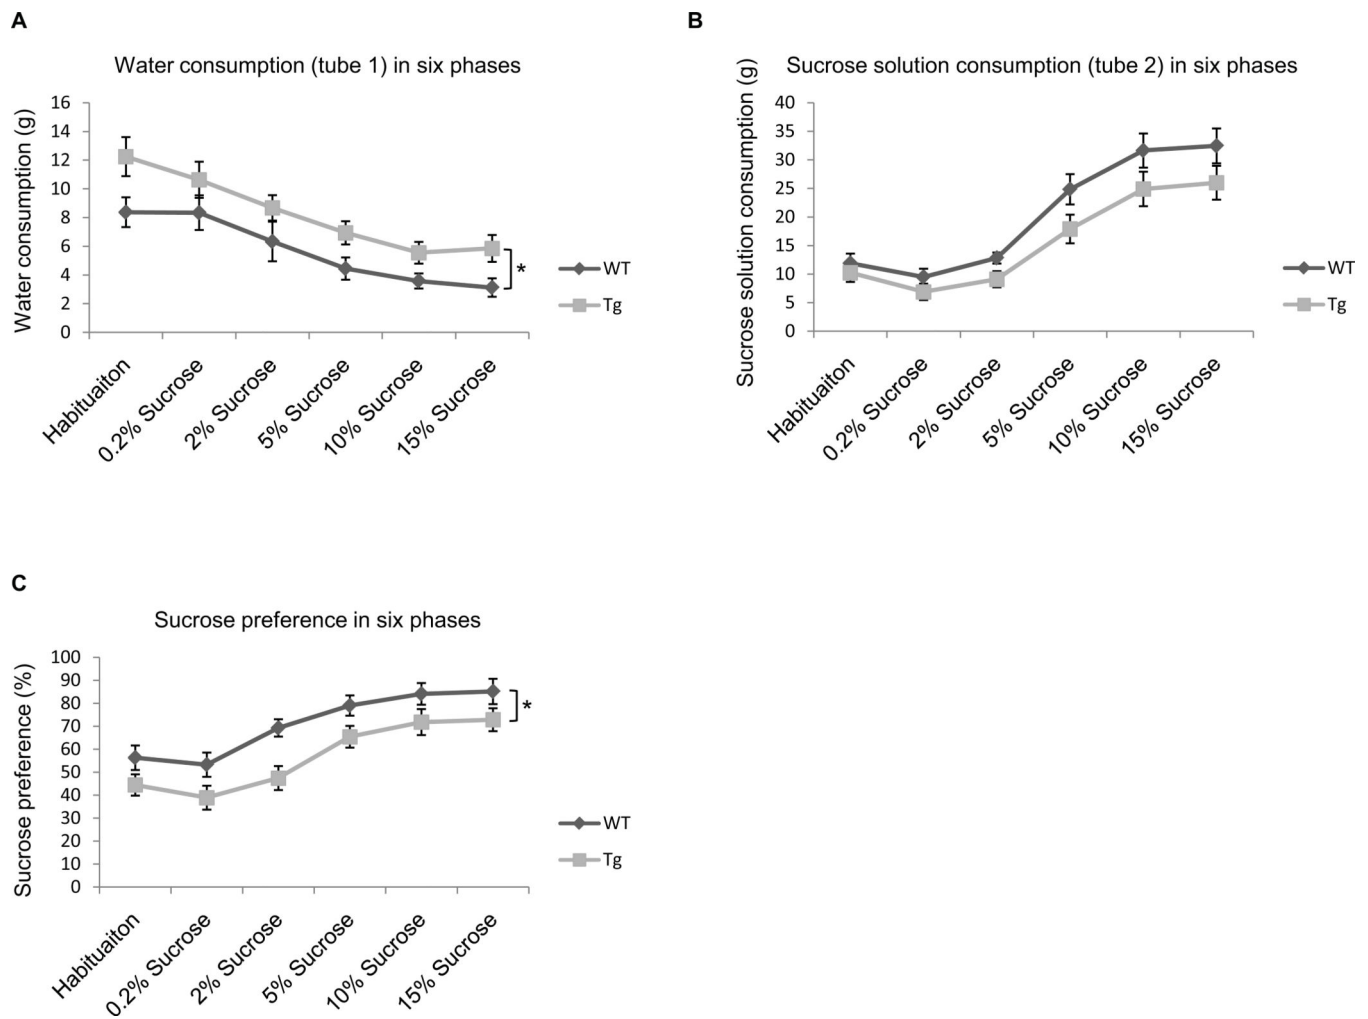 A
Water consumption (tube 1) in six phases
Water consumption (g)
16
14
12
10
8
6
4
2
0
*
WT
Tg
Habituaiton
0.2% Sucrose
2% Sucrose
5% Sucrose
10% Sucrose
15% Sucrose
B
Sucrose solution consumption (tube 2) in six phases
Sucrose solution consumption (g)
40
35
30
25
20
15
10
5
0
WT
Tg
Habituaiton
0.2% Sucrose
2% Sucrose
5% Sucrose
10% Sucrose
15% Sucrose
C
Sucrose preference in six phases
Sucrose preference (%)
100
90
80
70
60
50
40
30
20
10
0
*
WT
Tg
Habituaiton
0.2% Sucrose
2% Sucrose
5% Sucrose
10% Sucrose
15% Sucrose